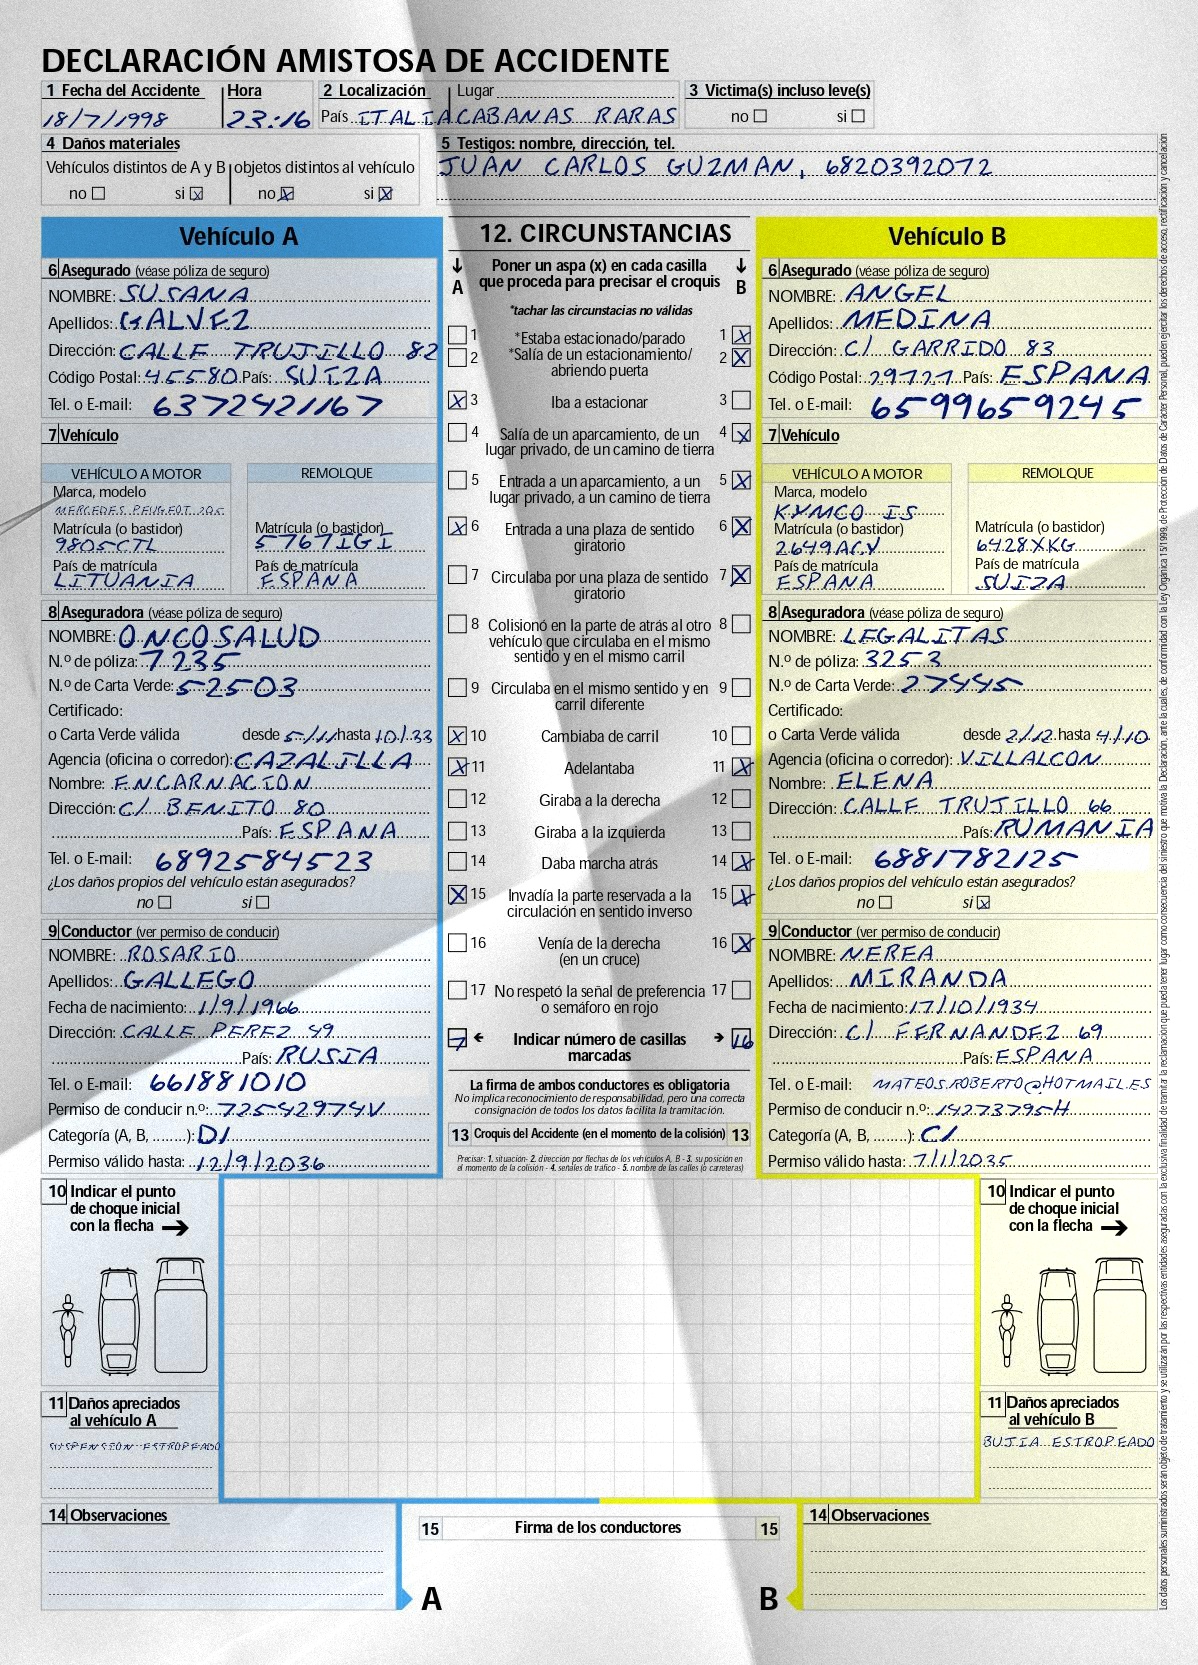 DECLARACIÓN AMISTOSA DE ACCIDENTE
1 Fecha del Accidente Hora 2 Localización Lugar 3 Victima(s) incluso leve(s)
18/7/1998 23:16 País ITALIA CABANAS RARAS no si
4 Daños materiales 5 Testigos: nombre, dirección, tel.
Vehículos distintos de A y B objetos distintos al vehículo JUAN CARLOS GUZMAN, 6820392072
no si X no X si X
Vehículo A
6 Asegurado (véase póliza de seguro)
NOMBRE: SUSANA
Apellidos: GALVEZ
Dirección: CALLE TRUJILLO 82
Código Postal: 45580 País: SUIZA
Tel. o E-mail: 6372421167
7 Vehículo
VEHÍCULO A MOTOR REMOLQUE
Marca, modelo
MERCEDES PEUGEOT 205
Matrícula (o bastidor) Matrícula (o bastidor)
9805CTL 5767IGI
País de matrícula País de matrícula
LITUANIA ESPANA
8 Aseguradora (véase póliza de seguro)
NOMBRE: ONCOSALUD
N.º de póliza: 7235
N.º de Carta Verde: 52503
Certificado:
o Carta Verde válida desde 5/11 hasta 10/33
Agencia (oficina o corredor): CAZALILLA
Nombre: ENCARNACION
Dirección: C/ BENITO 80
País: ESPANA
Tel. o E-mail: 6892584523
¿Los daños propios del vehículo están asegurados?
no si
9 Conductor (ver permiso de conducir)
NOMBRE: ROSARIO
Apellidos: GALLEGO
Fecha de nacimiento: 1/9/1966
Dirección: CALLE PEREZ 49
País: RUSIA
Tel. o E-mail: 661881010
Permiso de conducir n.º: 72542974V
Categoría (A, B, ........): D1
Permiso válido hasta: 12/9/2036
12. CIRCUNSTANCIAS
A Poner un aspa (x) en cada casilla que proceda para precisar el croquis B
*tachar las circunstacias no válidas
1 *Estaba estacionado/parado 1 X
2 *Salía de un estacionamiento/ 2 X
abriendo puerta
X 3 Iba a estacionar 3
4 Salía de un aparcamiento, de un 4 X
lugar privado, de un camino de tierra
5 Entrada a un aparcamiento, a un 5 X
lugar privado, a un camino de tierra
X 6 Entrada a una plaza de sentido 6 X
giratorio
7 Circulaba por una plaza de sentido 7 X
giratorio
8 Colisionó en la parte de atrás al otro 8
vehículo que circulaba en el mismo
sentido y en el mismo carril
9 Circulaba en el mismo sentido y en 9
carril diferente
X 10 Cambiaba de carril 10
X 11 Adelantaba 11 X
12 Giraba a la derecha 12
13 Giraba a la izquierda 13
14 Daba marcha atrás 14 X
X 15 Invadía la parte reservada a la 15 X
circulación en sentido inverso
16 Venía de la derecha 16 X
(en un cruce)
17 No respetó la señal de preferencia 17
o semáforo en rojo
7 Indicar número de casillas 16
marcadas
La firma de ambos conductores es obligatoria
No implica reconocimiento de responsabilidad, pero una correcta
consignación de todos los datos facilita la tramitación.
13 Croquis del Accidente (en el momento de la colisión) 13
Precisar: 1. situación- 2. dirección por flechas de los vehículos A, B - 3. su posición en
el momento de la colisión - 4. señales de tráfico - 5. nombre de las calles (o carreteras)
Vehículo B
6 Asegurado (véase póliza de seguro)
NOMBRE: ANGEL
Apellidos: MEDINA
Dirección: C/ GARRIDO 83
Código Postal: 29727 País: ESPANA
Tel. o E-mail: 6599659245
7 Vehículo
VEHÍCULO A MOTOR REMOLQUE
Marca, modelo
KYMCO IS
Matrícula (o bastidor) Matrícula (o bastidor)
2649ACV 6428XKG
País de matrícula País de matrícula
ESPANA SUIZA
8 Aseguradora (véase póliza de seguro)
NOMBRE: LEGALITAS
N.º de póliza: 3253
N.º de Carta Verde: 27445
Certificado:
o Carta Verde válida desde 2/12 hasta 4/10
Agencia (oficina o corredor): VILLALCON
Nombre: ELENA
Dirección: CALLE TRUJILLO 66
País: RUMANIA
Tel. o E-mail: 6881782125
¿Los daños propios del vehículo están asegurados?
no si X
9 Conductor (ver permiso de conducir)
NOMBRE: NEREA
Apellidos: MIRANDA
Fecha de nacimiento: 17/10/1934
Dirección: C/ FERNANDEZ 69
País: ESPANA
Tel. o E-mail: MATEOS.ROBERTO@HOTMAIL.ES
Permiso de conducir n.º: 14273795H
Categoría (A, B, ........): C1
Permiso válido hasta: 7/1/2035
10 Indicar el punto
de choque inicial
con la flecha
11 Daños apreciados
al vehículo A
SUSPENSION ESTROPEADO
10 Indicar el punto
de choque inicial
con la flecha
11 Daños apreciados
al vehículo B
BUJIA ESTROPEADO
14 Observaciones
15 Firma de los conductores 15
A B
14 Observaciones
Los datos personales suministrados serán objeto de tratamiento y se utilizarán por las respectivas entidades aseguradas con la exclusiva finalidad de tramitar la reclamación que pueda tener lugar como consecuencia del siniestro que motiva la Declaración, ante la cuales, de conformidad con la Ley Orgánica 15/1999, de Protección de Datos de Carácter Personal, pueden ejercitar los derechos de acceso, rectificación y cancelación